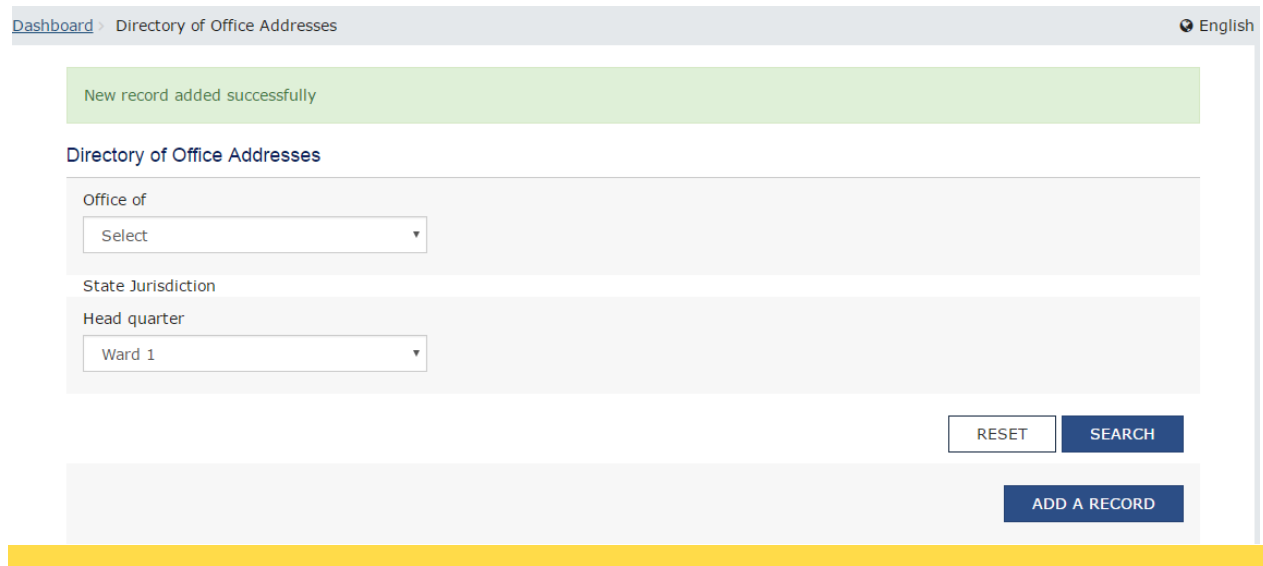 Dashboard > Directory of Office Addresses English
New record added successfully
Directory of Office Addresses
Office of
Select
State Jurisdiction
Head quarter
Ward 1
RESET SEARCH
ADD A RECORD